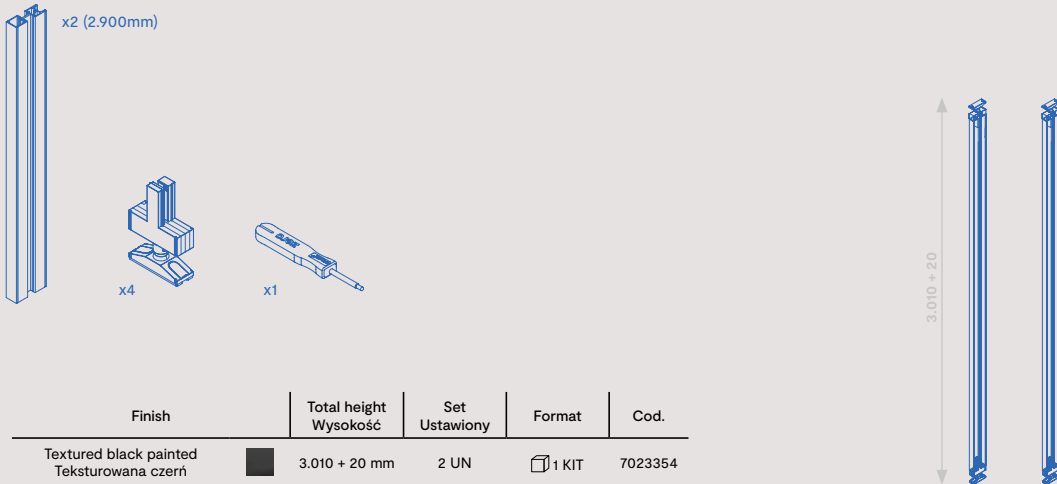 x2 (2.900mm)
x4
x1
3.010 + 20
Finish
Total height
Wysokość
Set
Ustawiony
Format
Cod.
Textured black painted
Teksturowana czerń
3.010 + 20 mm
2 UN
1 KIT
7023354